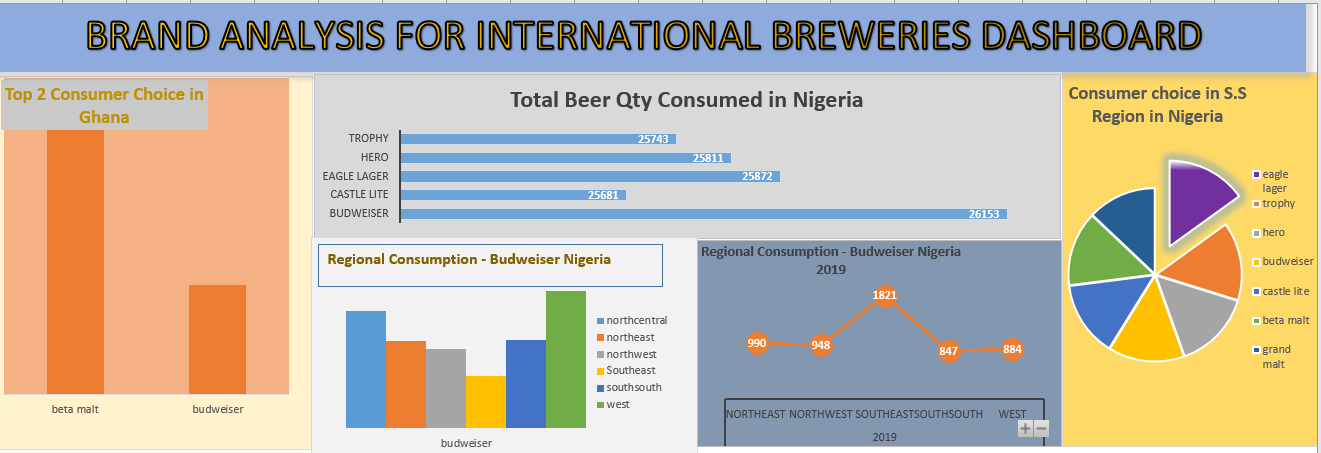 BRAND ANALYSIS FOR INTERNATIONAL BREWERIES DASHBOARD
Top 2 Consumer Choice in
Ghana
beta malt
budweiser
Total Beer Qty Consumed in Nigeria
TROPHY
25743
HERO
25811
EAGLE LAGER
25872
CASTLE LITE
25681
BUDWEISER
26153
Regional Consumption - Budweiser Nigeria
northcentral
northeast
northwest
Southeast
southsouth
west
budweiser
Regional Consumption - Budweiser Nigeria
2019
990
948
1821
847
884
NORTHEAST NORTHWEST SOUTHEAST SOUTHSOUTH WEST
2019
Consumer choice in S.S
Region in Nigeria
eagle
lager
trophy
hero
budweiser
castle lite
beta malt
grand
malt